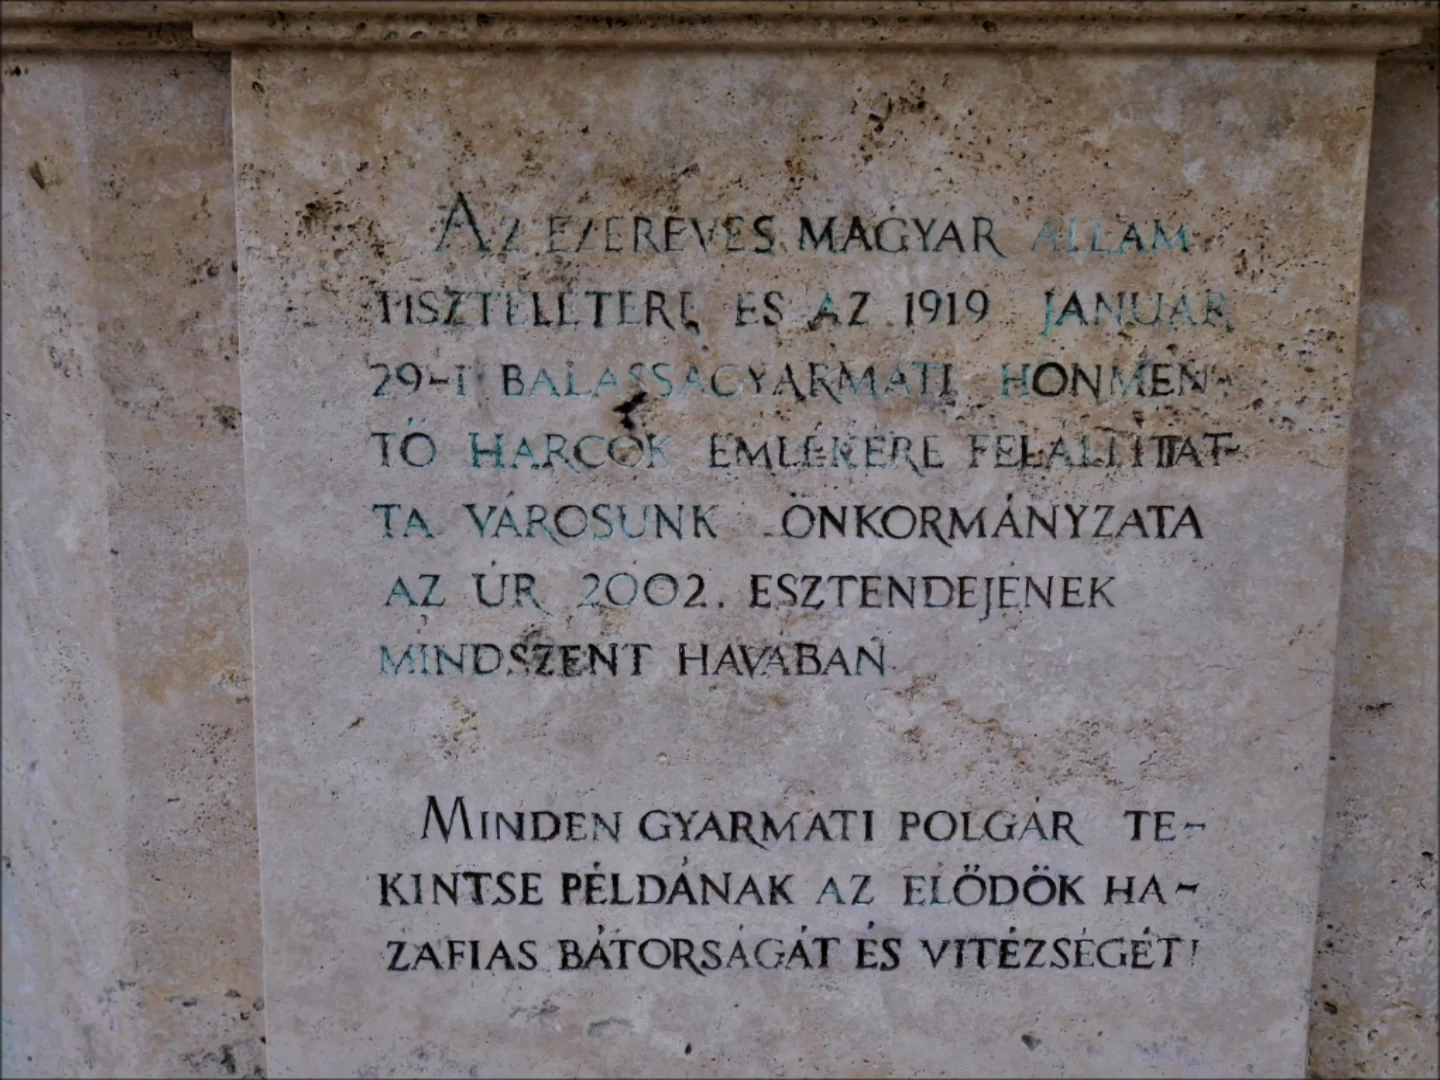 AZ EZERÉVES MAGYAR ÁLLAM
TISZTELETÉRE ÉS AZ 1919 JANUÁR
29-I BALASSAGYARMATI HONMEN-
TŐ HARCOK EMLÉKÉRE FELÁLLÍTTAT-
TA VÁROSUNK ÖNKORMÁNYZATA
AZ ÚR 2002. ESZTENDEJÉNEK
MINDSZENT HAVÁBAN
MINDEN GYARMATI POLGÁR TE-
KINTSE PÉLDÁNAK AZ ELŐDÖK HA-
ZAFIAS BÁTORSÁGÁT ÉS VITÉZSÉGÉT!